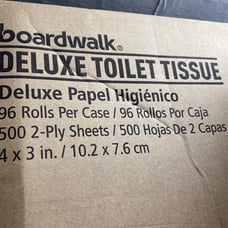 boardwalk®
DELUXE TOILET TISSUE
Deluxe Papel Higiénico
96 Rolls Per Case / 96 Rollos Por Caja
500 2-Ply Sheets / 500 Hojas De 2 Capas
4 x 3 in. / 10.2 x 7.6 cm